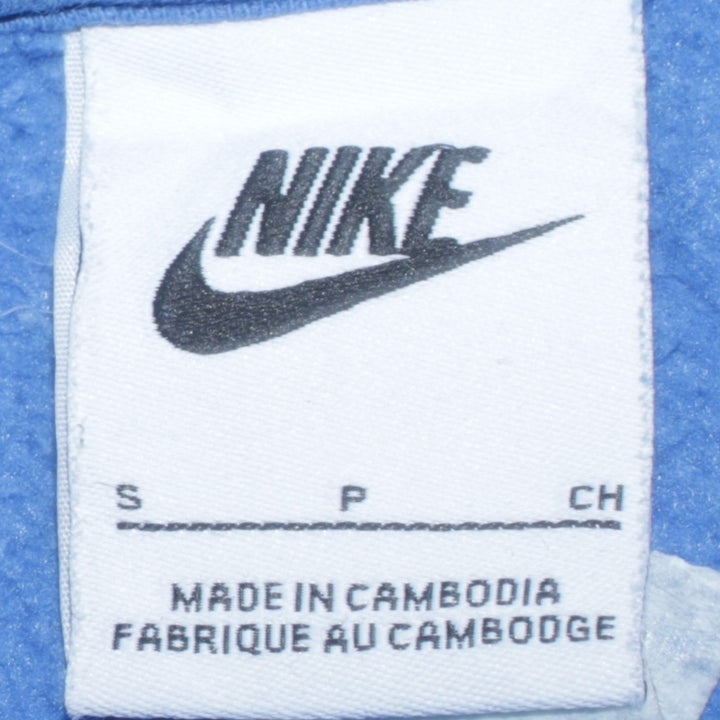 NIKE
S P CH
MADE IN CAMBODIA
FABRIQUE AU CAMBODGE